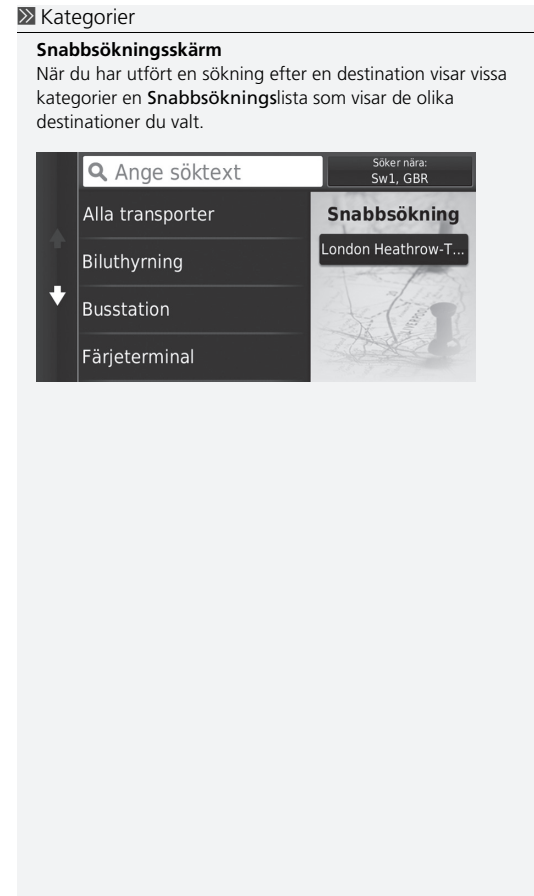 Kategorier
Snabbsökningsskärm
När du har utfört en sökning efter en destination visar vissa
kategorier en Snabbsökningslista som visar de olika
destinationer du valt.
Ange söktext
Söker nära:
Sw1, GBR
Alla transporter
Snabbsökning
London Heathrow-T...
Biluthyrning
Busstation
Färjeterminal